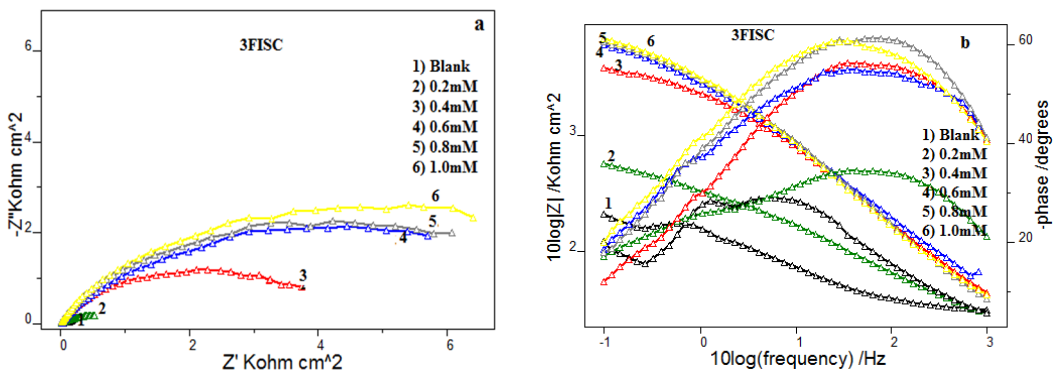 a
3FISC
1) Blank
2) 0.2mM
3) 0.4mM
4) 0.6mM
5) 0.8mM
6) 1.0mM
6
4
-2
0
-Z"Kohm cm^2
0
2
4
6
Z' Kohm cm^2
1
2
3
4
5
6
b
3FISC
1) Blank
2) 0.2mM
3) 0.4mM
4) 0.6mM
5) 0.8mM
6) 1.0mM
5
4
3
6
2
1
3
2
10log|Z| /Kohm cm^2
-1
0
1
2
3
10log(frequency) /Hz
60
40
20
-phase /degrees